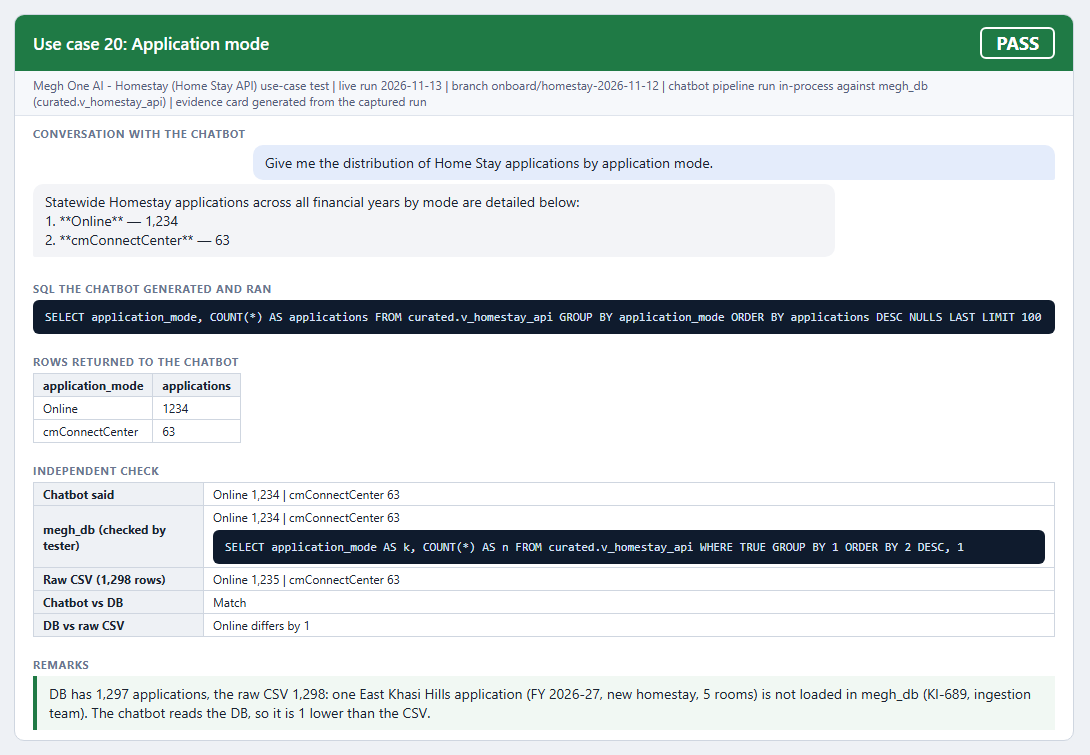 Use case 20: Application mode
PASS
Megh One AI - Homestay (Home Stay API) use-case test | live run 2026-11-13 | branch onboard/homestay-2026-11-12 | chatbot pipeline run in-process against megh_db
(curated.v_homestay_api) | evidence card generated from the captured run
CONVERSATION WITH THE CHATBOT
Give me the distribution of Home Stay applications by application mode.
Statewide Homestay applications across all financial years by mode are detailed below:
1. **Online** — 1,234
2. **cmConnectCenter** — 63
SQL THE CHATBOT GENERATED AND RAN
SELECT application_mode, COUNT(*) AS applications FROM curated.v_homestay_api GROUP BY application_mode ORDER BY applications DESC NULLS LAST LIMIT 100
ROWS RETURNED TO THE CHATBOT
application_mode applications
Online 1234
cmConnectCenter 63
INDEPENDENT CHECK
Chatbot said Online 1,234 | cmConnectCenter 63
megh_db (checked by
tester)
Online 1,234 | cmConnectCenter 63
SELECT application_mode AS k, COUNT(*) AS n FROM curated.v_homestay_api WHERE TRUE GROUP BY 1 ORDER BY 2 DESC, 1
Raw CSV (1,298 rows) Online 1,235 | cmConnectCenter 63
Chatbot vs DB Match
DB vs raw CSV Online differs by 1
REMARKS
DB has 1,297 applications, the raw CSV 1,298: one East Khasi Hills application (FY 2026-27, new homestay, 5 rooms) is not loaded in megh_db (KI-689, ingestion
team). The chatbot reads the DB, so it is 1 lower than the CSV.